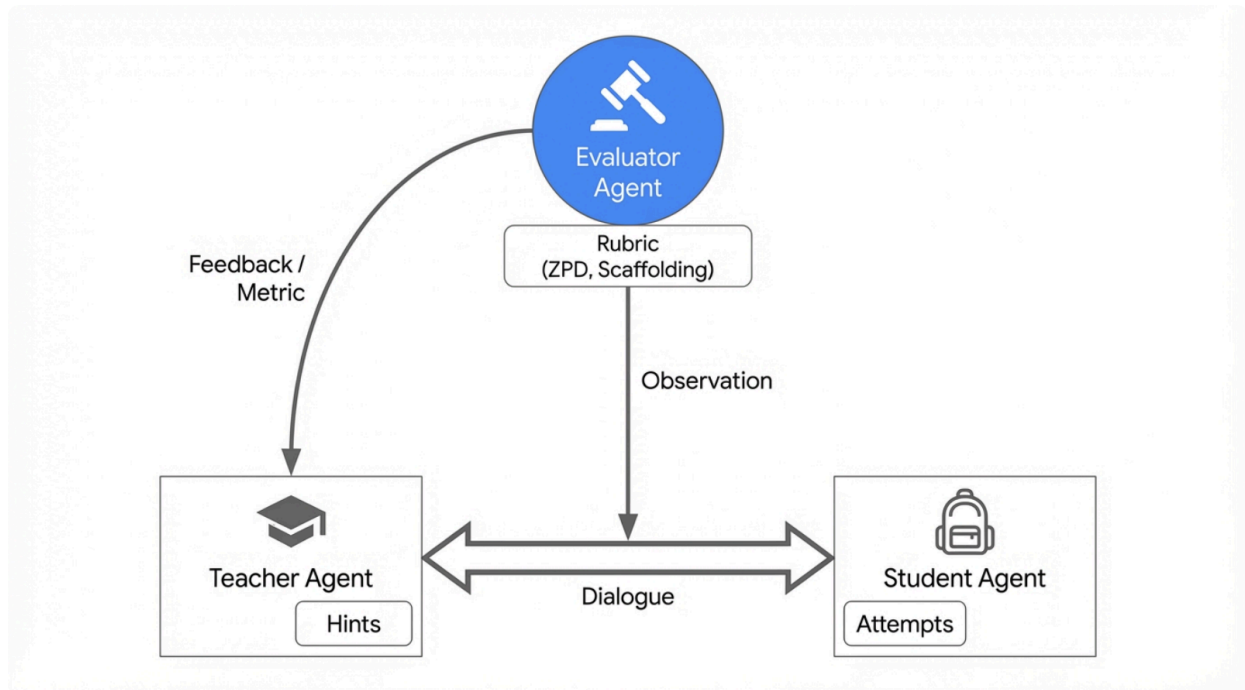 Evaluator
Agent
Rubric
(ZPD, Scaffolding)
Feedback /
Metric
Observation
Teacher Agent
Hints
Dialogue
Student Agent
Attempts